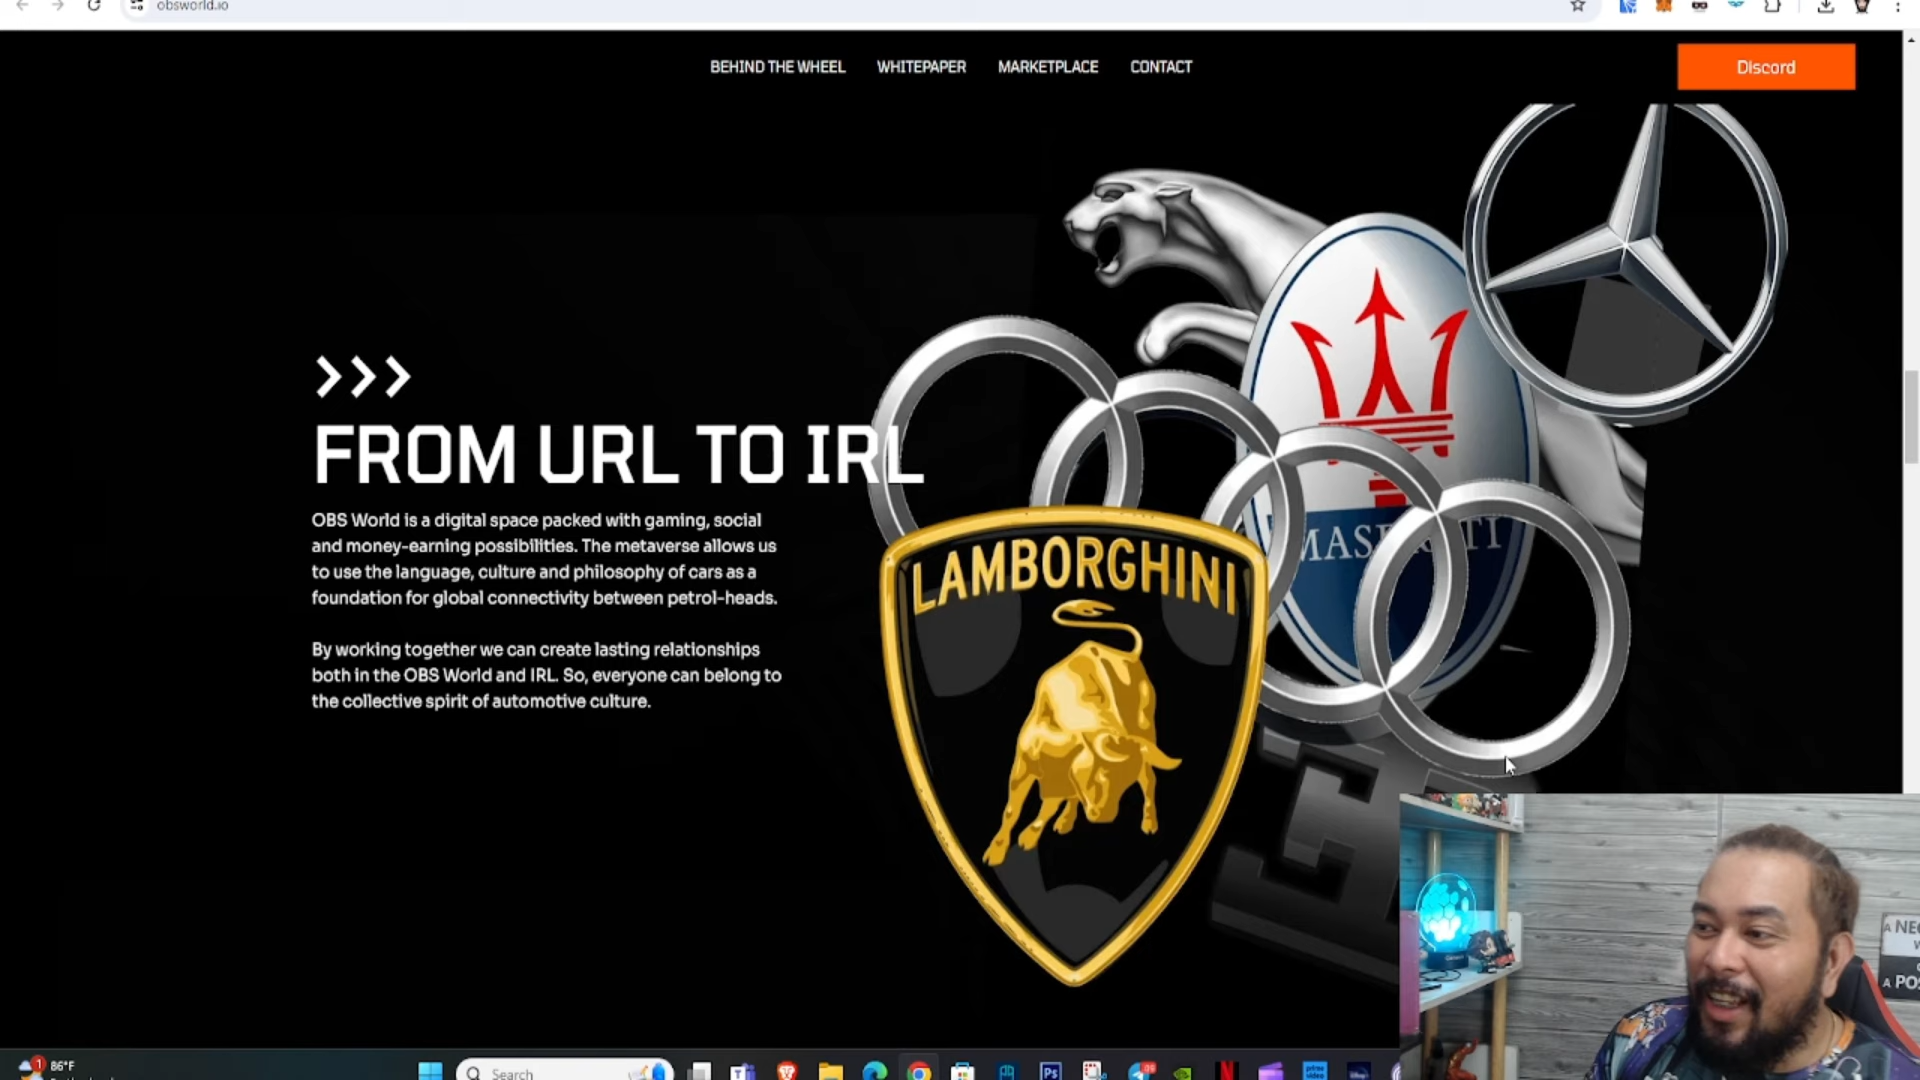 obsworld.io
BEHIND THE WHEEL WHITEPAPER MARKETPLACE CONTACT
Discord
FROM URL TO IRL
OBS World is a digital space packed with gaming, social
and money-earning possibilities. The metaverse allows us
to use the language, culture and philosophy of cars as a
foundation for global connectivity between petrol-heads.
By working together we can create lasting relationships
both in the OBS World and IRL. So, everyone can belong to
the collective spirit of automotive culture.
LAMBORGHINI
A NEG
A POS
1
86°F
Search
Ps